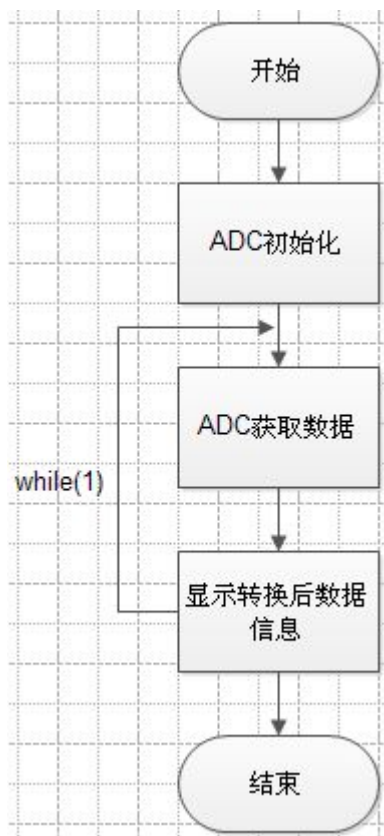 开始
ADC初始化
ADC获取数据
while(1)
显示转换后数据
信息
结束